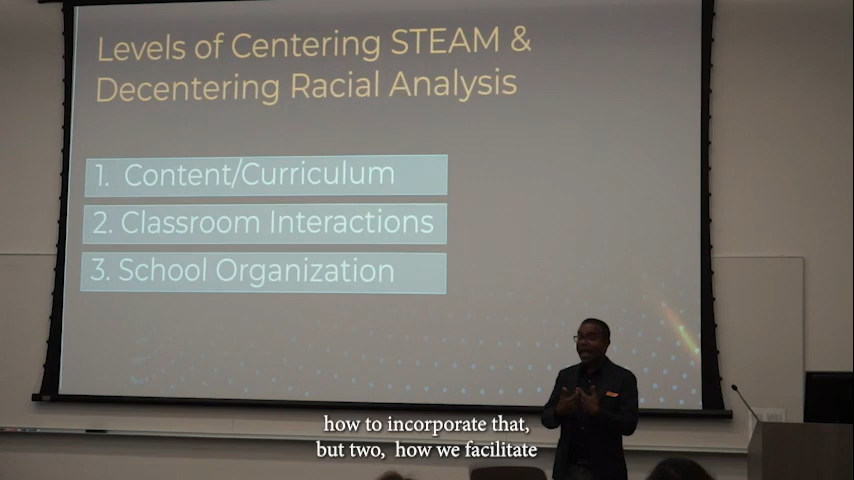 Levels of Centering STEAM &
Decentering Racial Analysis
1. Content/Curriculum
2. Classroom Interactions
3. School Organization
how to incorporate that,
but two, how we facilitate